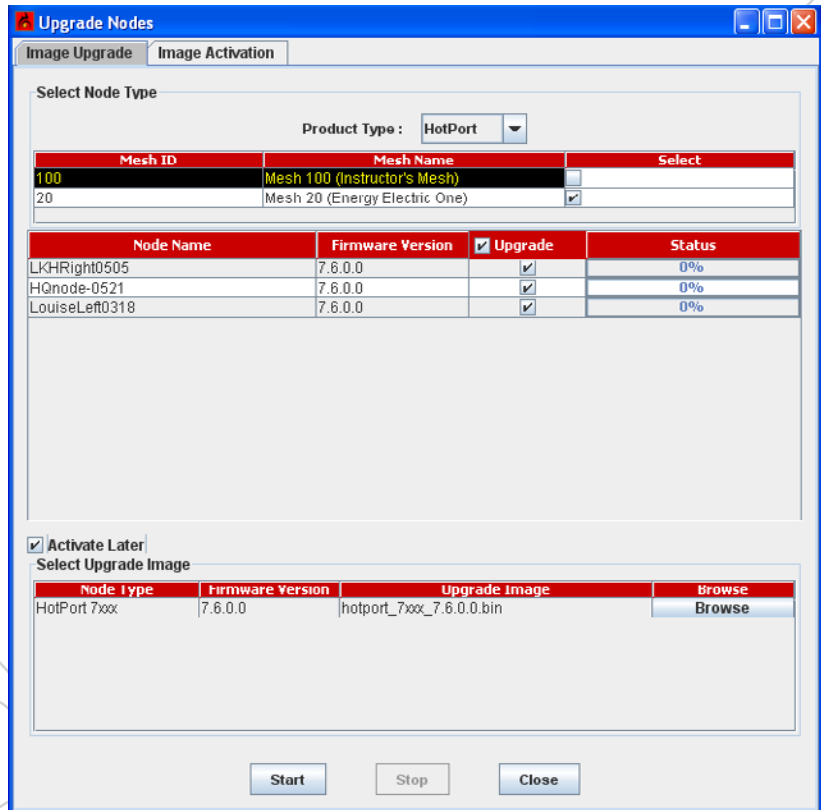 Upgrade Nodes
Image Upgrade Image Activation
Select Node Type
Product Type : HotPort
Mesh ID Mesh Name Select
100 Mesh 100 (Instructor's Mesh)
20 Mesh 20 (Energy Electric One)
Node Name Firmware Version Upgrade Status
LKHRight0505 7.6.0.0 0%
HQnode-0521 7.6.0.0 0%
LouiseLeft0318 7.6.0.0 0%
Activate Later
Select Upgrade Image
Node Type Firmware Version Upgrade Image Browse
HotPort 7xxx 7.6.0.0 hotport_7xxx_7.6.0.0.bin Browse
Start Stop Close